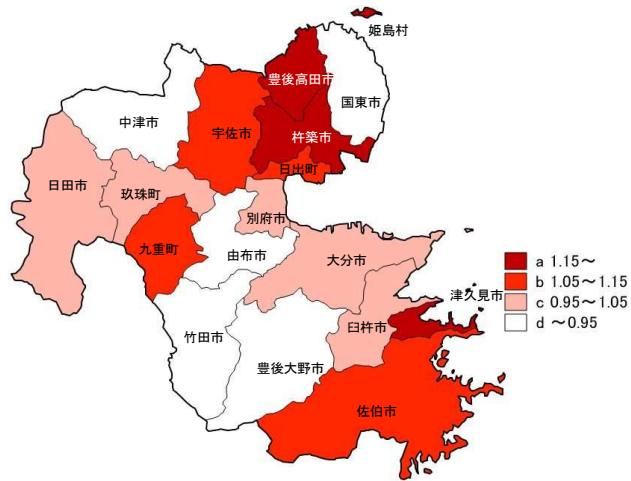 姫島村
豊後高田市
国東市
中津市
宇佐市
杵築市
日出町
日田市
玖珠町
別府市
九重町
由布市
大分市
津久見市
臼杵市
竹田市
豊後大野市
佐伯市
a 1.15～
b 1.05～1.15
c 0.95～1.05
d ～0.95